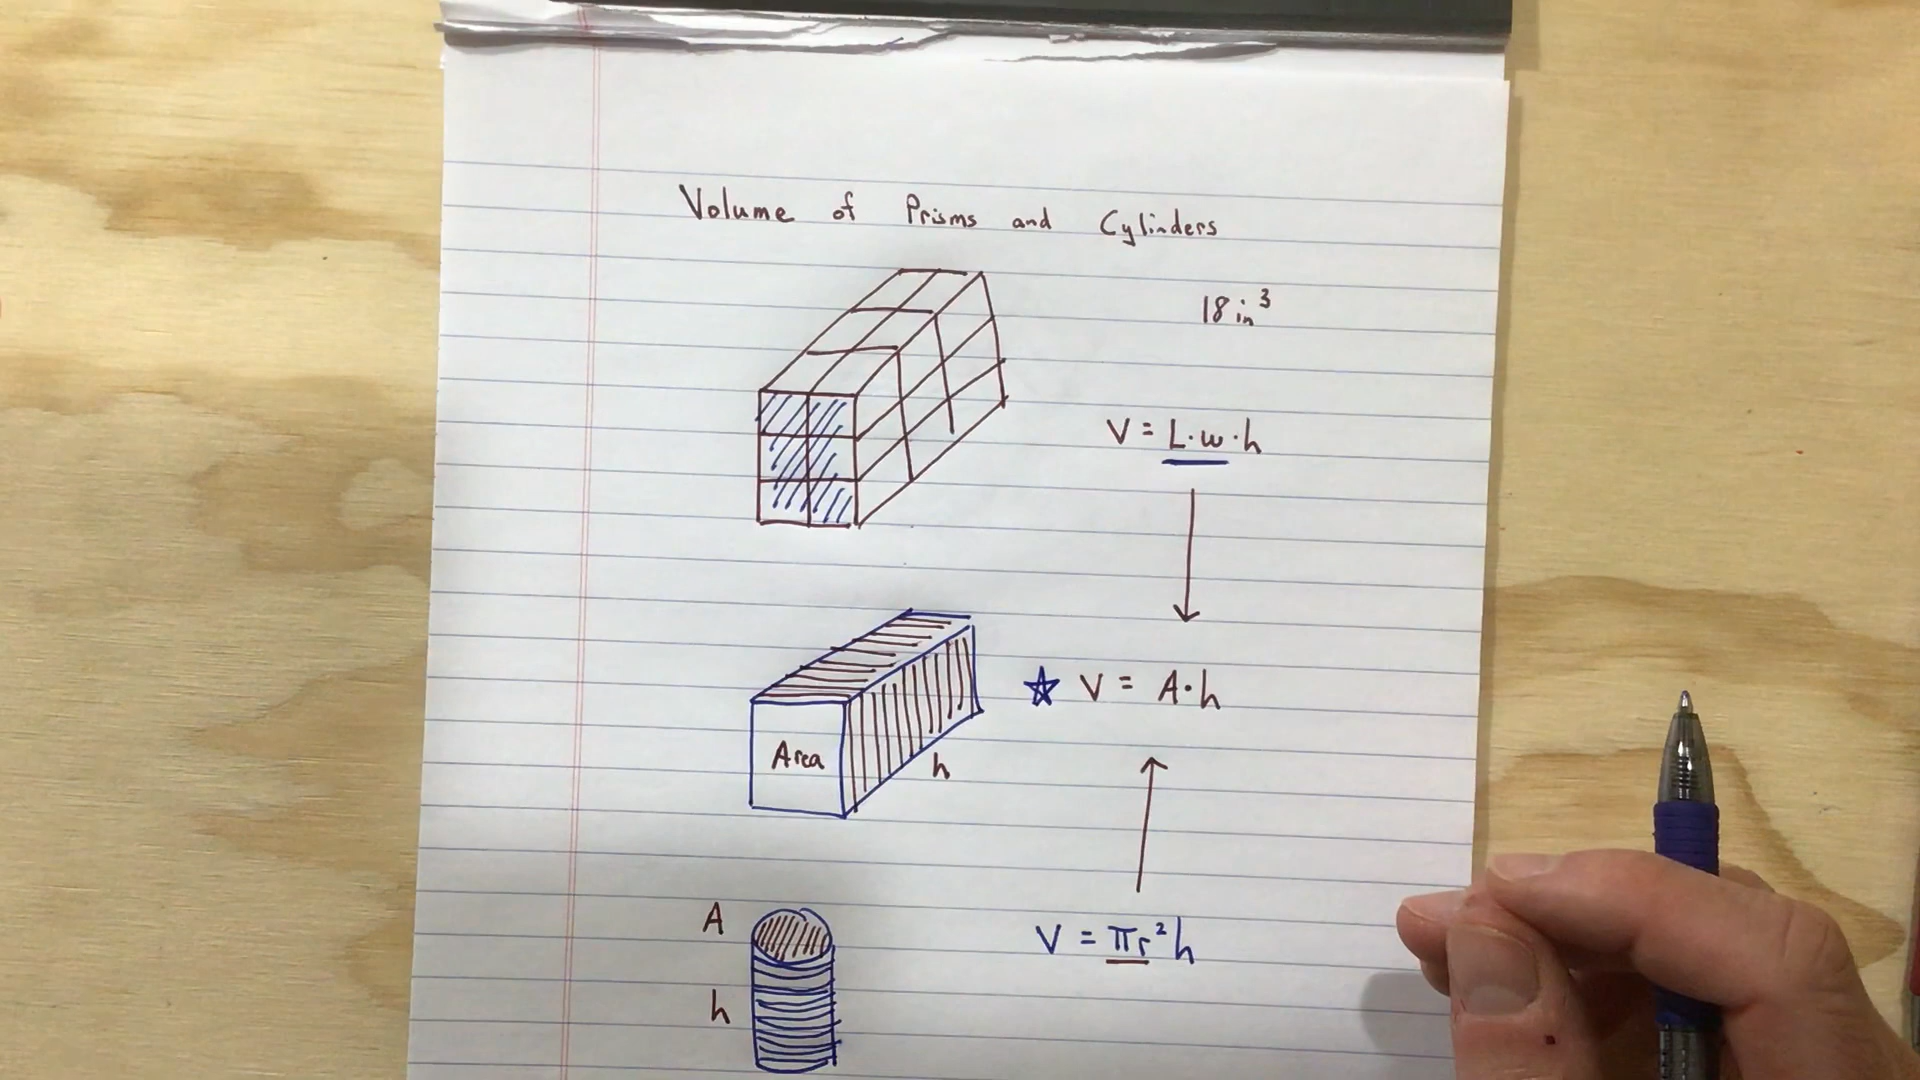 Volume of Prisms and Cylinders
18 in³
V = L·w·h
☆ V = A·h
Area
h
A
V = πr²h
h